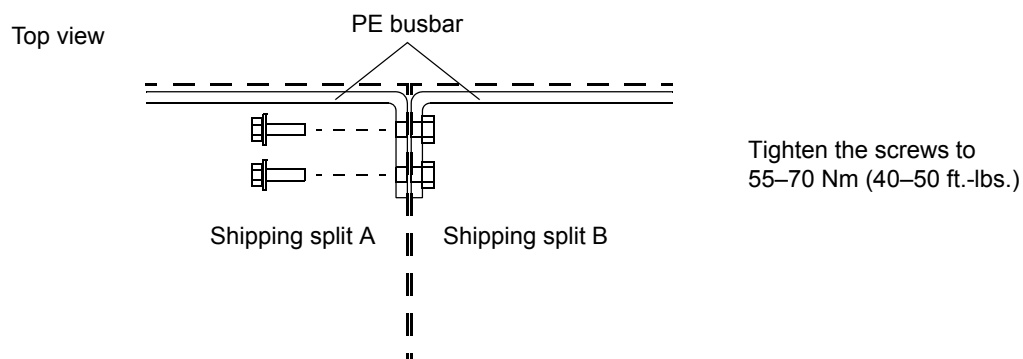 PE busbar
Top view
Tighten the screws to
55–70 Nm (40–50 ft.-lbs.)
Shipping split A
Shipping split B